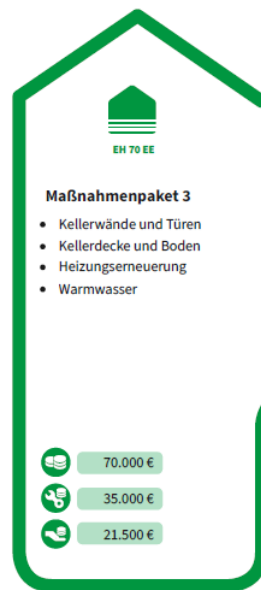 EH 70 EE
Maßnahmenpaket 3
• Kellerwände und Türen
• Kellerdecke und Boden
• Heizungserneuerung
• Warmwasser
70.000 €
35.000 €
21.500 €